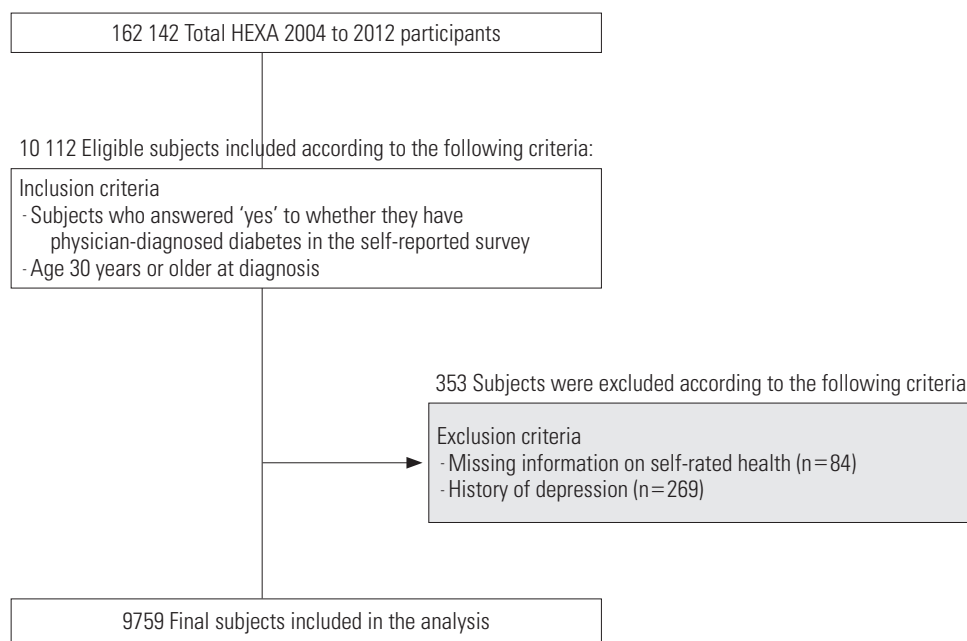 162 142 Total HEXA 2004 to 2012 participants
10 112 Eligible subjects included according to the following criteria:
Inclusion criteria
- Subjects who answered ‘yes’ to whether they have
physician-diagnosed diabetes in the self-reported survey
- Age 30 years or older at diagnosis
353 Subjects were excluded according to the following criteria
Exclusion criteria
- Missing information on self-rated health (n=84)
- History of depression (n=269)
9759 Final subjects included in the analysis